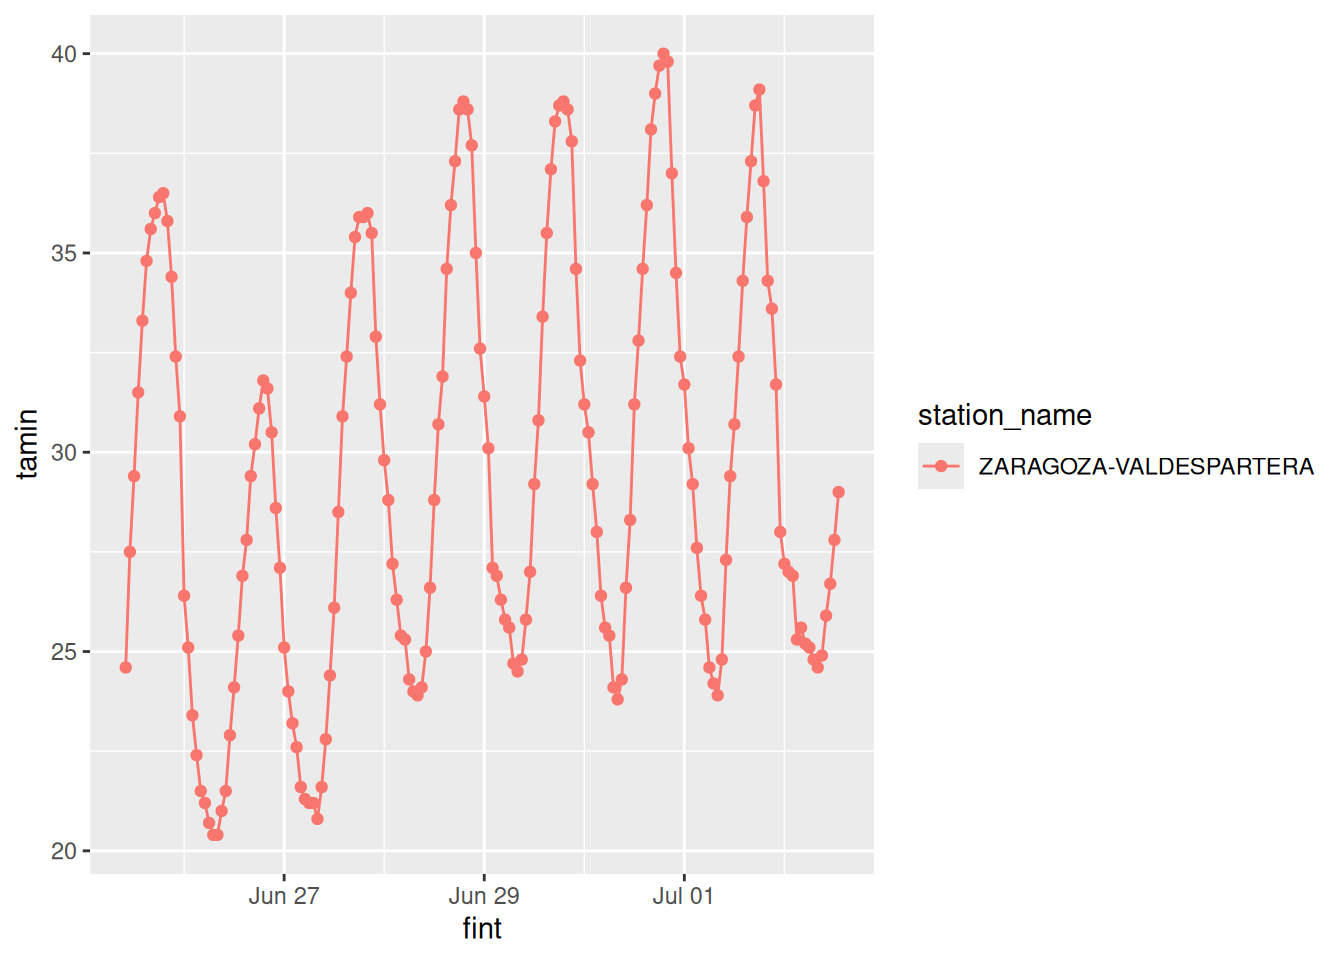 40
35
30
25
20
tamin
Jun 27
Jun 29
Jul 01
fint
station_name
ZARAGOZA-VALDESPARTERA